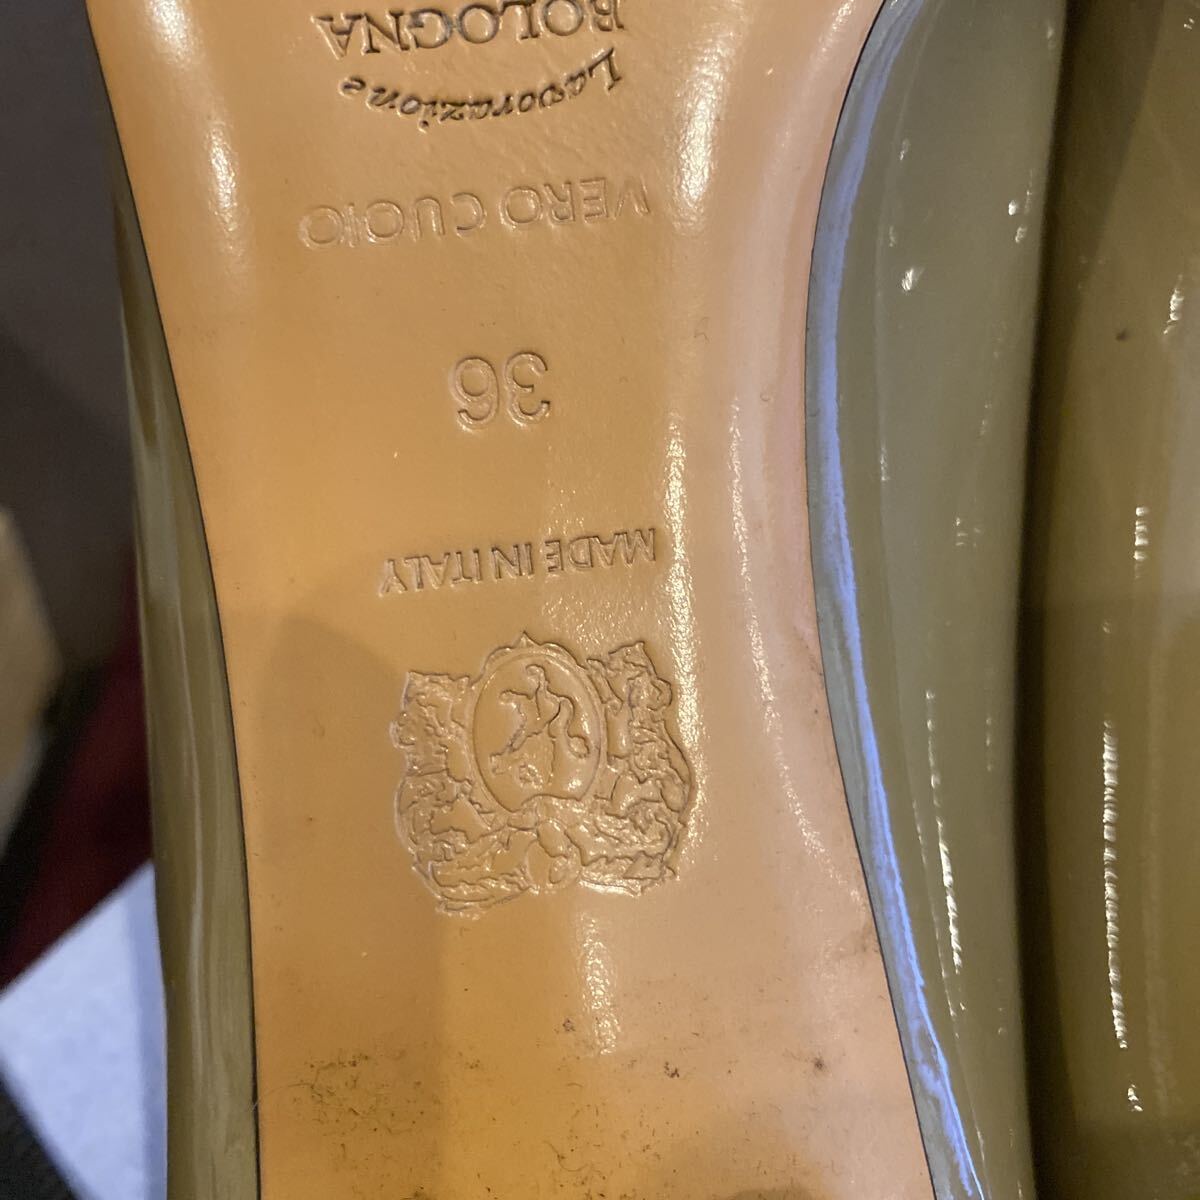 MADE IN ITALY
36
VERO CUOIO
Lavorazione
BOLOGNA